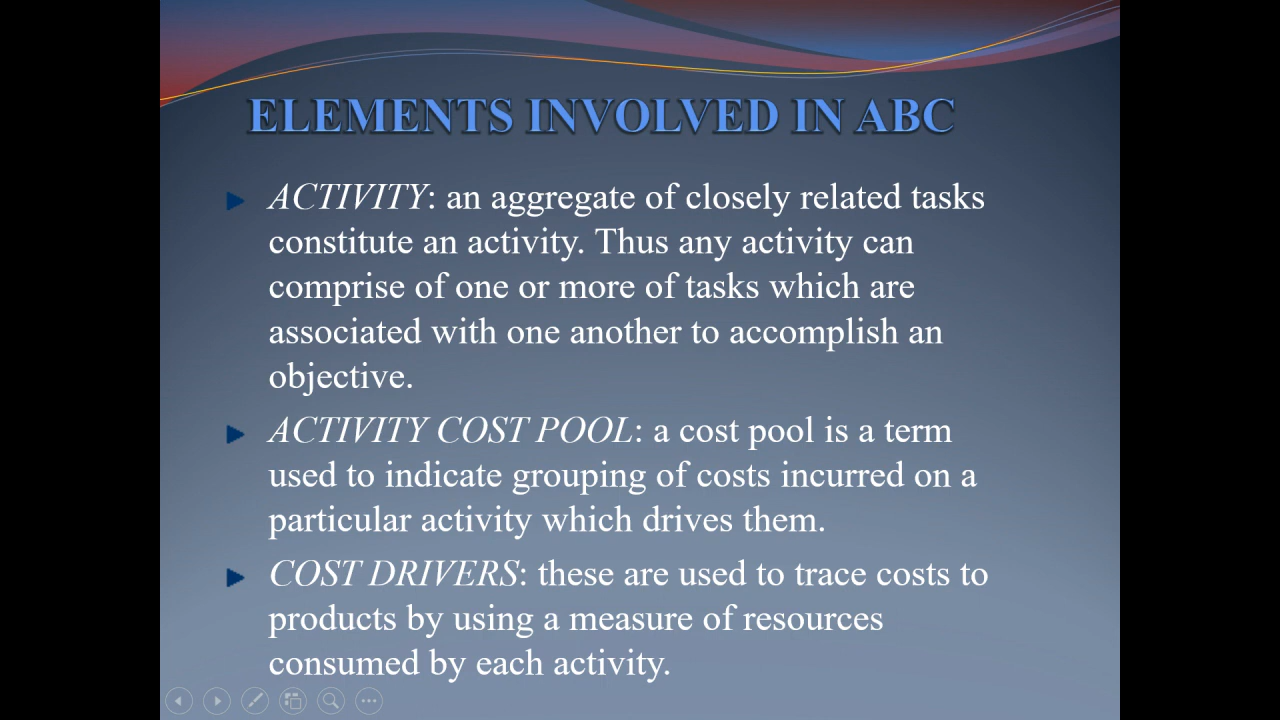 ELEMENTS INVOLVED IN ABC
ACTIVITY: an aggregate of closely related tasks
constitute an activity. Thus any activity can
comprise of one or more of tasks which are
associated with one another to accomplish an
objective.
ACTIVITY COST POOL: a cost pool is a term
used to indicate grouping of costs incurred on a
particular activity which drives them.
COST DRIVERS: these are used to trace costs to
products by using a measure of resources
consumed by each activity.